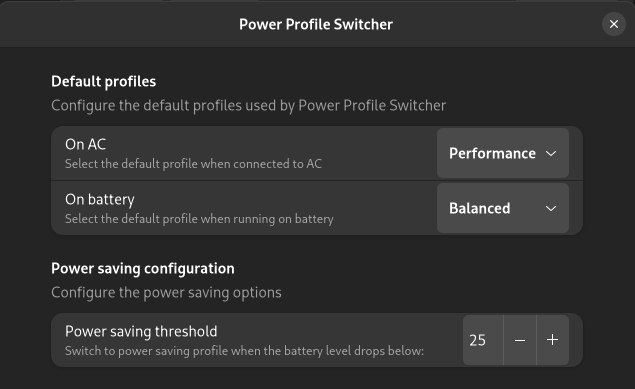 Power Profile Switcher
Default profiles
Configure the default profiles used by Power Profile Switcher
On AC
Select the default profile when connected to AC
Performance
On battery
Select the default profile when running on battery
Balanced
Power saving configuration
Configure the power saving options
Power saving threshold
Switch to power saving profile when the battery level drops below:
25